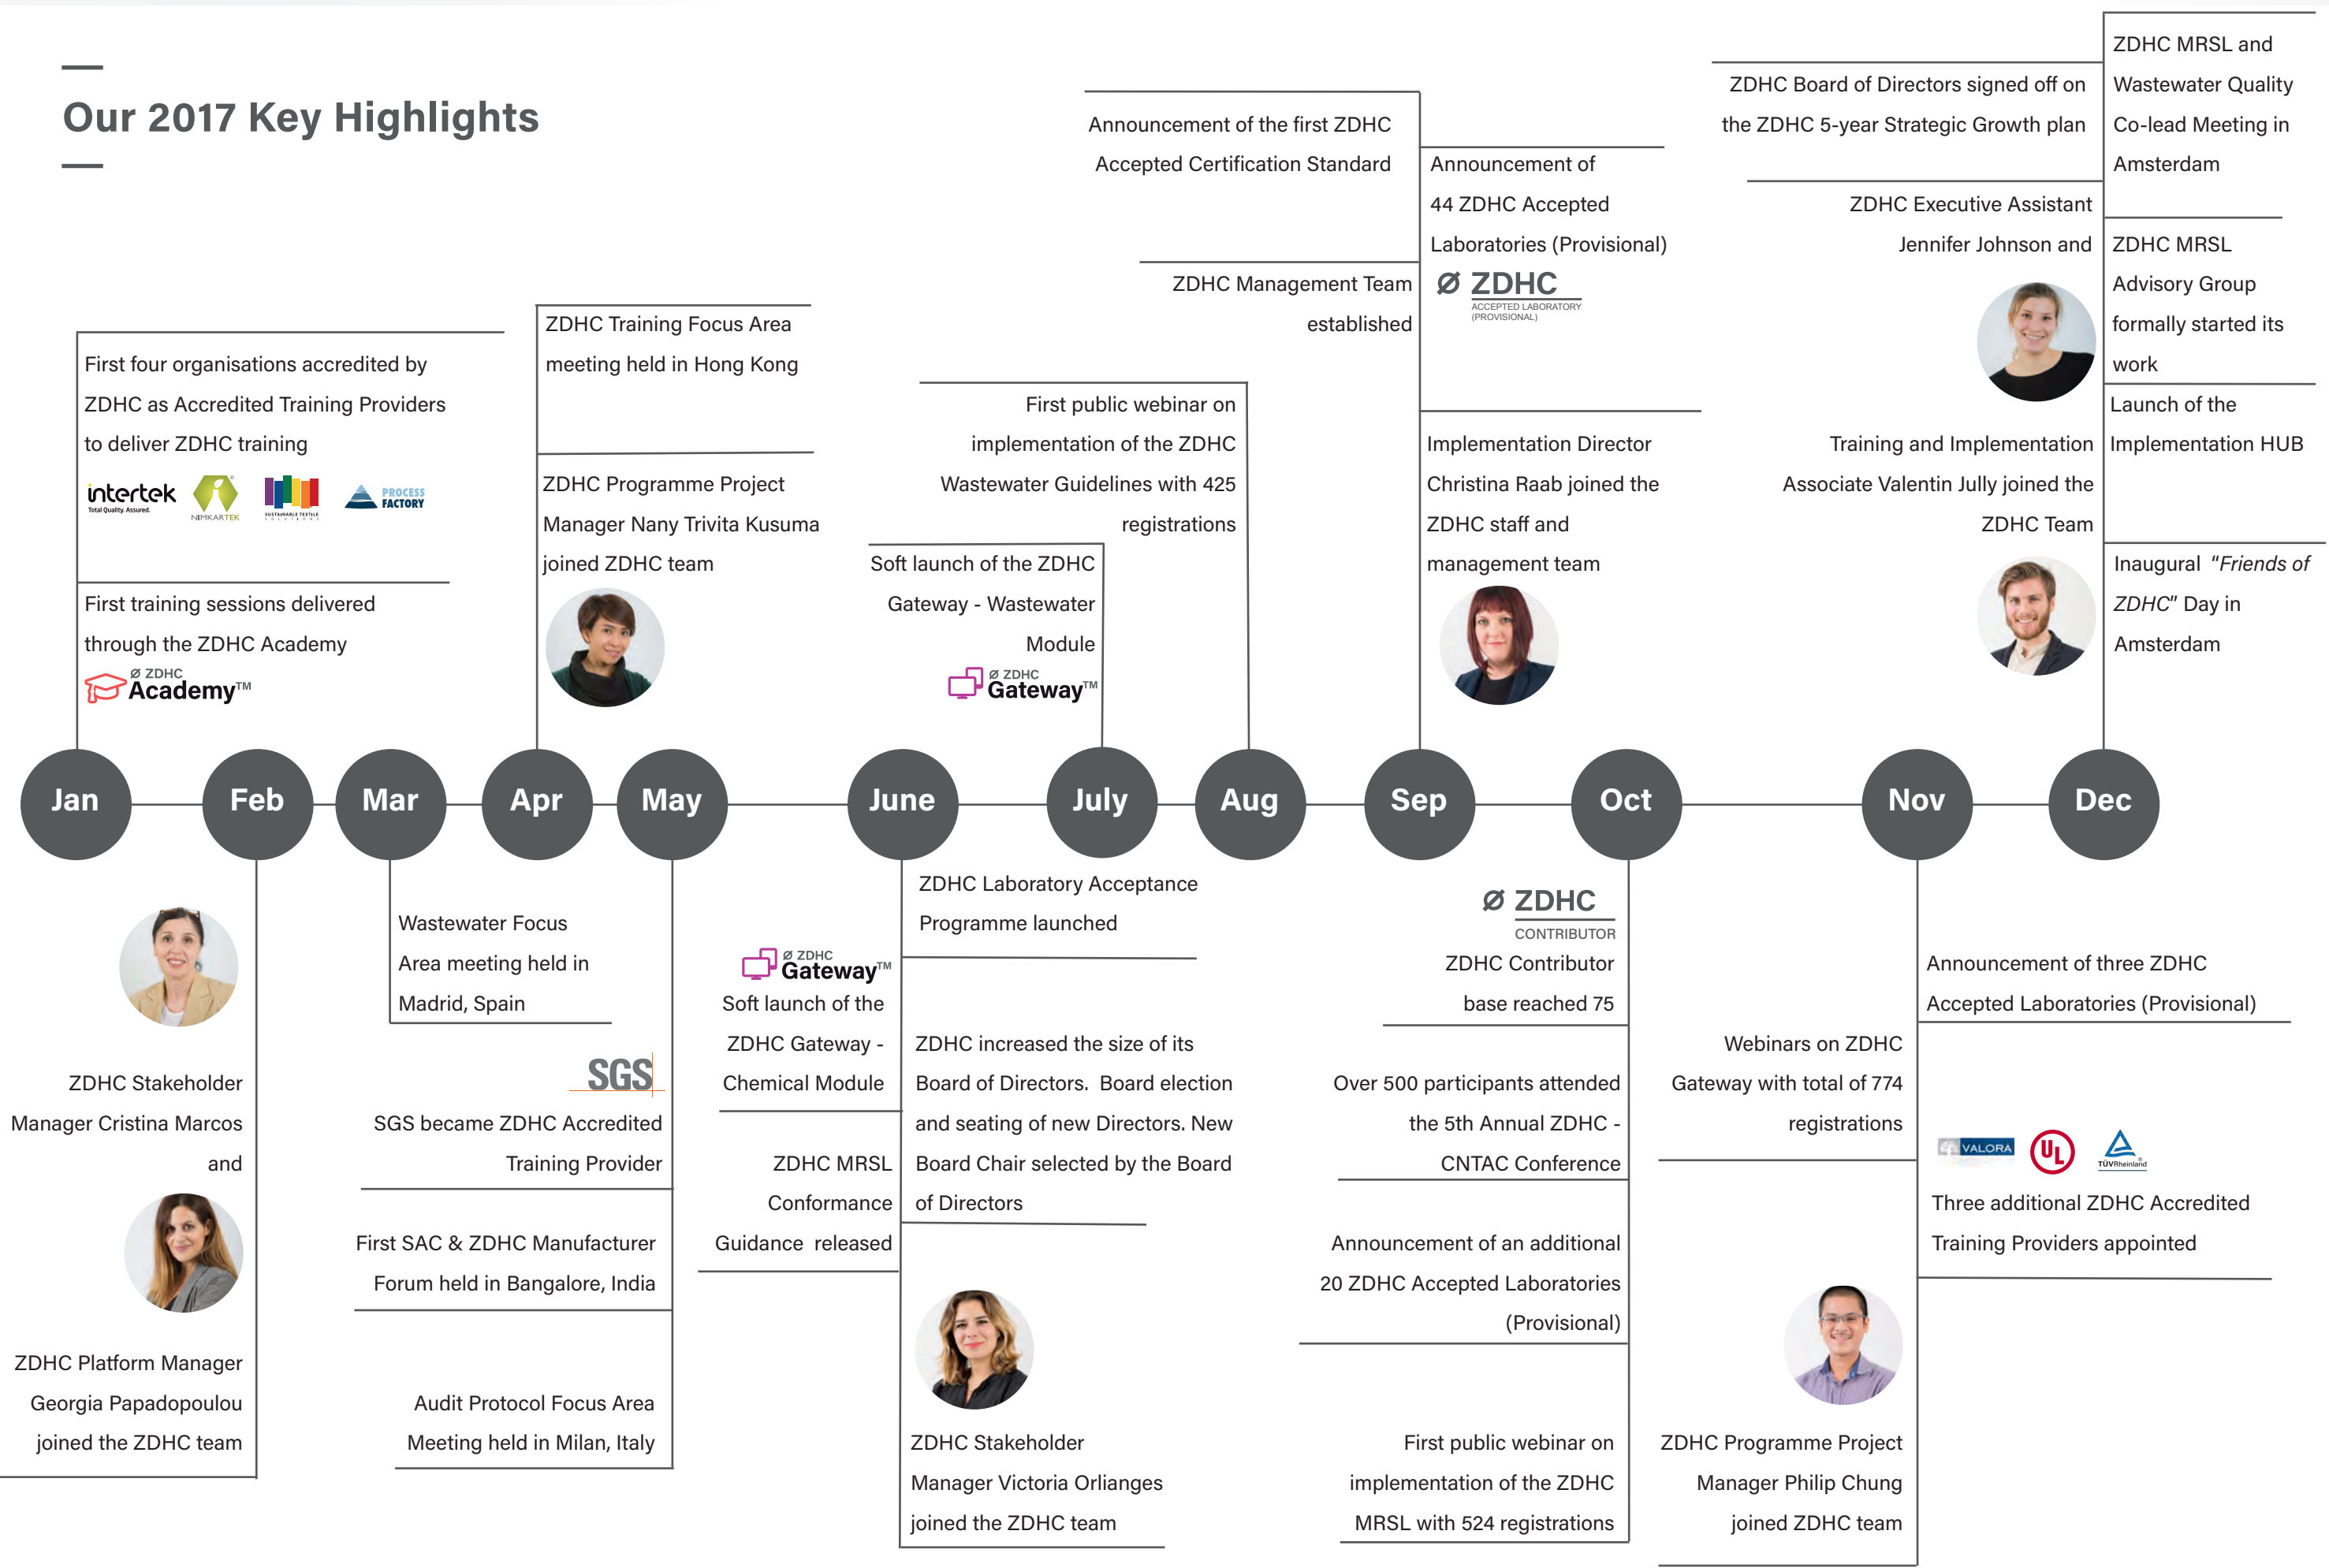 Our 2017 Key Highlights
First four organisations accredited by
ZDHC as Accredited Training Providers
to deliver ZDHC training
intertek
Total Quality. Assured.
NIMKARTEK
SUSTAINABLE TEXTILE
SOLUTIONS
PROCESS
FACTORY
First training sessions delivered
through the ZDHC Academy
Ø ZDHC
Academy™
ZDHC Training Focus Area
meeting held in Hong Kong
ZDHC Programme Project
Manager Nany Trivita Kusuma
joined ZDHC team
Soft launch of the ZDHC
Gateway - Wastewater
Module
Ø ZDHC
Gateway™
First public webinar on
implementation of the ZDHC
Wastewater Guidelines with 425
registrations
Announcement of the first ZDHC
Accepted Certification Standard
ZDHC Management Team
established
Announcement of
44 ZDHC Accepted
Laboratories (Provisional)
Ø ZDHC
ACCEPTED LABORATORY
(PROVISIONAL)
Implementation Director
Christina Raab joined the
ZDHC staff and
management team
ZDHC Board of Directors signed off on
the ZDHC 5-year Strategic Growth plan
ZDHC Executive Assistant
Jennifer Johnson and
Training and Implementation
Associate Valentin Jully joined the
ZDHC Team
ZDHC MRSL and
Wastewater Quality
Co-lead Meeting in
Amsterdam
ZDHC MRSL
Advisory Group
formally started its
work
Launch of the
Implementation HUB
Inaugural "Friends of
ZDHC" Day in
Amsterdam
Jan
Feb
Mar
Apr
May
June
July
Aug
Sep
Oct
Nov
Dec
ZDHC Stakeholder
Manager Cristina Marcos
and
ZDHC Platform Manager
Georgia Papadopoulou
joined the ZDHC team
Wastewater Focus
Area meeting held in
Madrid, Spain
SGS
SGS became ZDHC Accredited
Training Provider
First SAC & ZDHC Manufacturer
Forum held in Bangalore, India
Audit Protocol Focus Area
Meeting held in Milan, Italy
Ø ZDHC
Gateway™
Soft launch of the
ZDHC Gateway -
Chemical Module
ZDHC MRSL
Conformance
Guidance released
ZDHC Laboratory Acceptance
Programme launched
ZDHC increased the size of its
Board of Directors. Board election
and seating of new Directors. New
Board Chair selected by the Board
of Directors
ZDHC Stakeholder
Manager Victoria Orlianges
joined the ZDHC team
Ø ZDHC
CONTRIBUTOR
ZDHC Contributor
base reached 75
Over 500 participants attended
the 5th Annual ZDHC -
CNTAC Conference
Announcement of an additional
20 ZDHC Accepted Laboratories
(Provisional)
First public webinar on
implementation of the ZDHC
MRSL with 524 registrations
Webinars on ZDHC
Gateway with total of 774
registrations
ZDHC Programme Project
Manager Philip Chung
joined ZDHC team
Announcement of three ZDHC
Accepted Laboratories (Provisional)
VALORA
UL
TÜVRheinland
Three additional ZDHC Accredited
Training Providers appointed